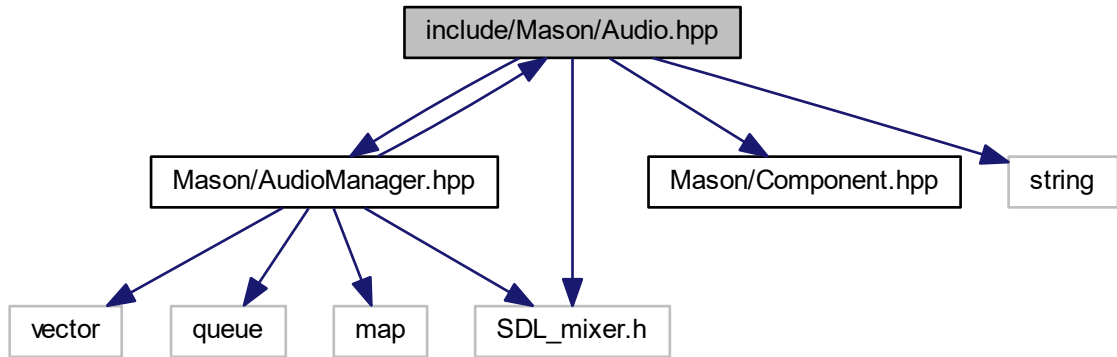 include/Mason/Audio.hpp
Mason/AudioManager.hpp
Mason/Component.hpp
string
vector
queue
map
SDL_mixer.h